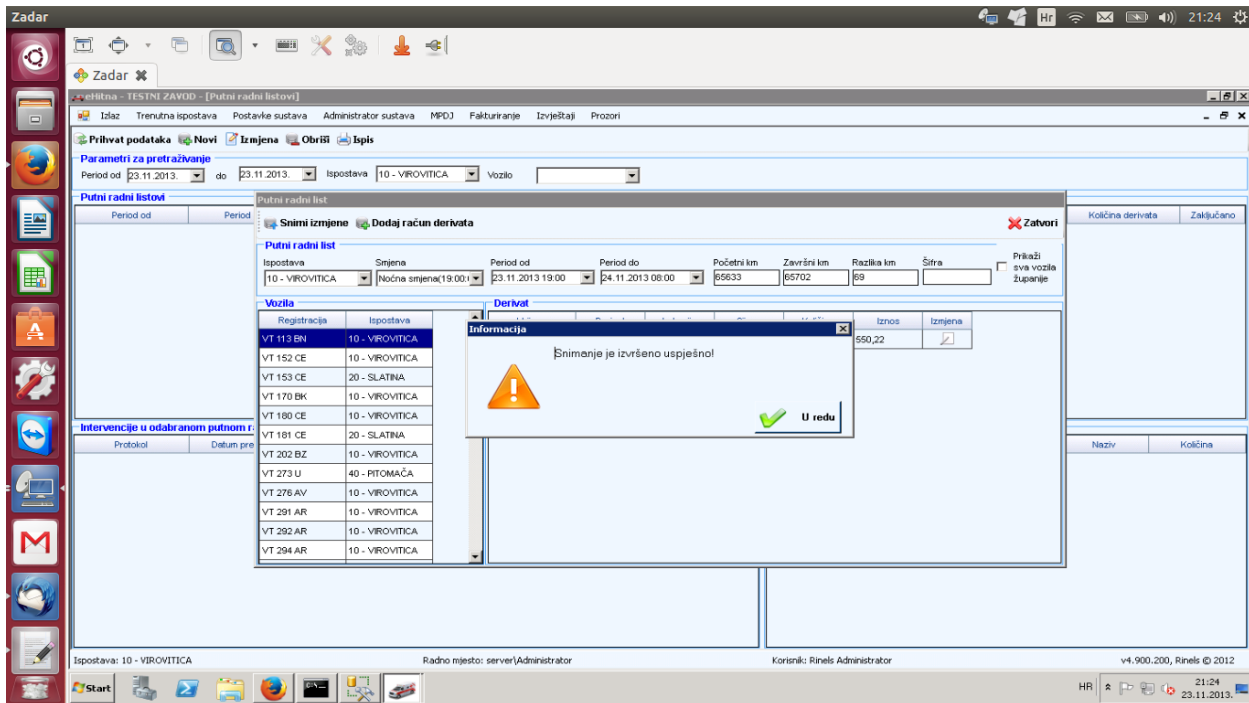 Zadar
Hr
21:24
Zadar
eHitna - TESTNI ZAVOD - [Putni radni listovi]
Izlaz Trenutna ispostava Postavke sustava Administrator sustava MPDJ Fakturiranje Izvještaji Prozori
Prihvat podataka Novi Izmjena Obriši Ispis
Parametri za pretraživanje
Period od 23.11.2013. do 23.11.2013. Ispostava 10 - VIROVITICA Vozilo
Putni radni listovi
Period od Period Količina derivata Zaključano
Putni radni list
Snimi izmjene Dodaj račun derivata Zatvori
Putni radni list
Ispostava Smjena Period od Period do Početni km Završni km Razlika km Šifra
10 - VIROVITICA Noćna smjena(19:00: 23.11.2013 19:00 24.11.2013 08:00 65633 65702 69
Prikaži
sva vozila
županije
Vozila
Registracija Ispostava
VT 113 BN 10 - VIROVITICA
VT 152 CE 10 - VIROVITICA
VT 153 CE 20 - SLATINA
VT 170 BK 10 - VIROVITICA
VT 180 CE 10 - VIROVITICA
VT 181 CE 20 - SLATINA
VT 202 BZ 10 - VIROVITICA
VT 273 U 40 - PITOMAČA
VT 276 AV 10 - VIROVITICA
VT 291 AR 10 - VIROVITICA
VT 292 AR 10 - VIROVITICA
VT 294 AR 10 - VIROVITICA
Derivat
Iznos Izmjena
550,22
Informacija
Snimanje je izvršeno uspješno!
U redu
Intervencije u odabranom putnom
Protokol Datum pre
Naziv Količina
Ispostava: 10 - VIROVITICA Radno mjesto: server\Administrator Korisnik: Rinels Administrator v4.900.200, Rinels © 2012
Start
HR
21:24
23.11.2013.